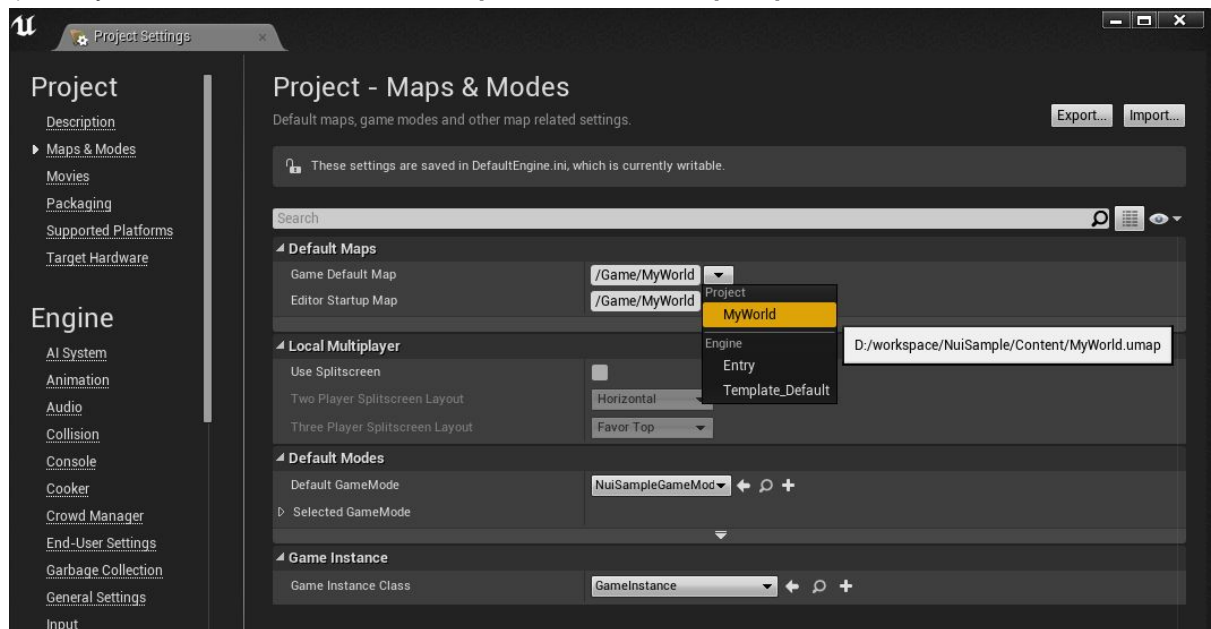 Project Settings
Project
Description
Maps & Modes
Movies
Packaging
Supported Platforms
Target Hardware
Engine
AI System
Animation
Audio
Collision
Console
Cooker
Crowd Manager
End-User Settings
Garbage Collection
General Settings
Input
Project - Maps & Modes
Default maps, game modes and other map related settings.
Export... Import...
These settings are saved in DefaultEngine.ini, which is currently writable.
Search
Default Maps
Game Default Map /Game/MyWorld
Editor Startup Map /Game/MyWorld
Project
MyWorld
Engine
Entry
Template_Default
D:/workspace/NuiSample/Content/MyWorld.umap
Local Multiplayer
Use Splitscreen
Two Player Splitscreen Layout Horizontal
Three Player Splitscreen Layout Favor Top
Default Modes
Default GameMode NuiSampleGameMod
Selected GameMode
Game Instance
Game Instance Class GameInstance